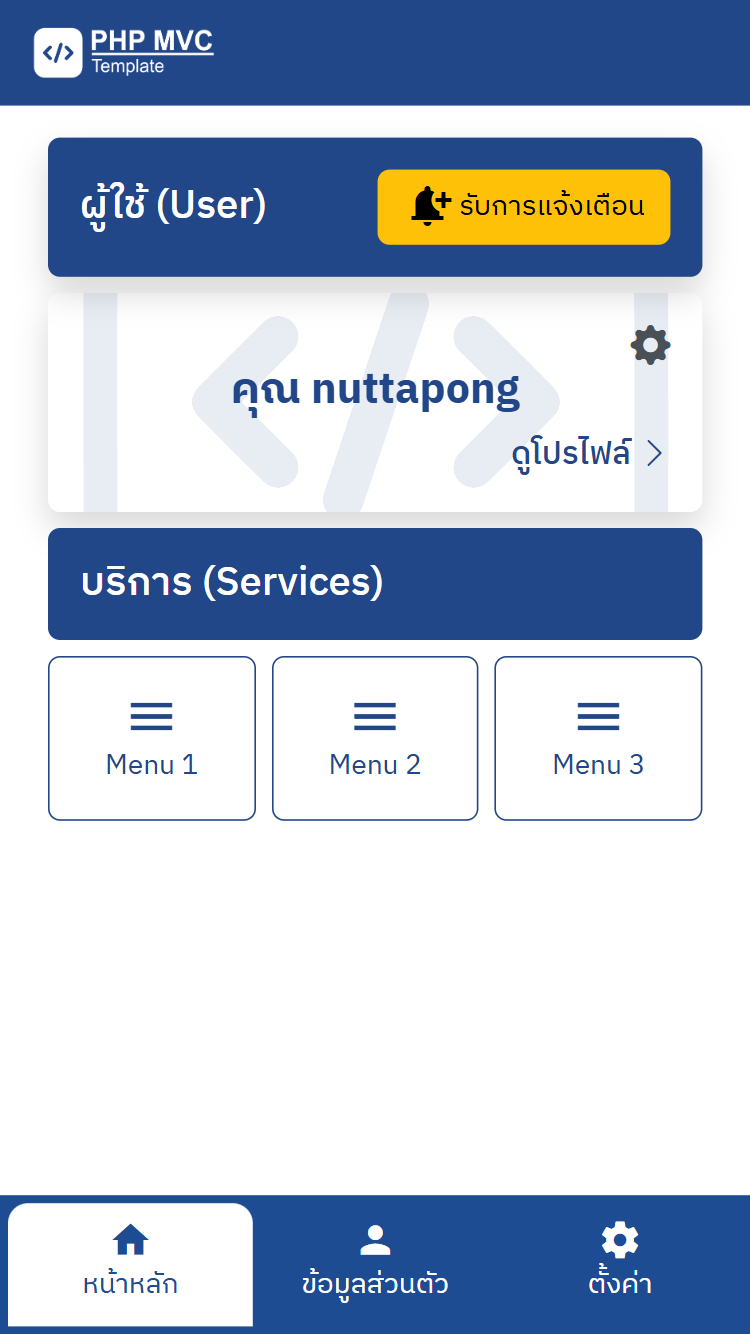 PHP MVC
Template
ผู้ใช้ (User)
รับการแจ้งเตือน
คุณ nuttapong
ดูโปรไฟล์
บริการ (Services)
Menu 1
Menu 2
Menu 3
หน้าหลัก
ข้อมูลส่วนตัว
ตั้งค่า